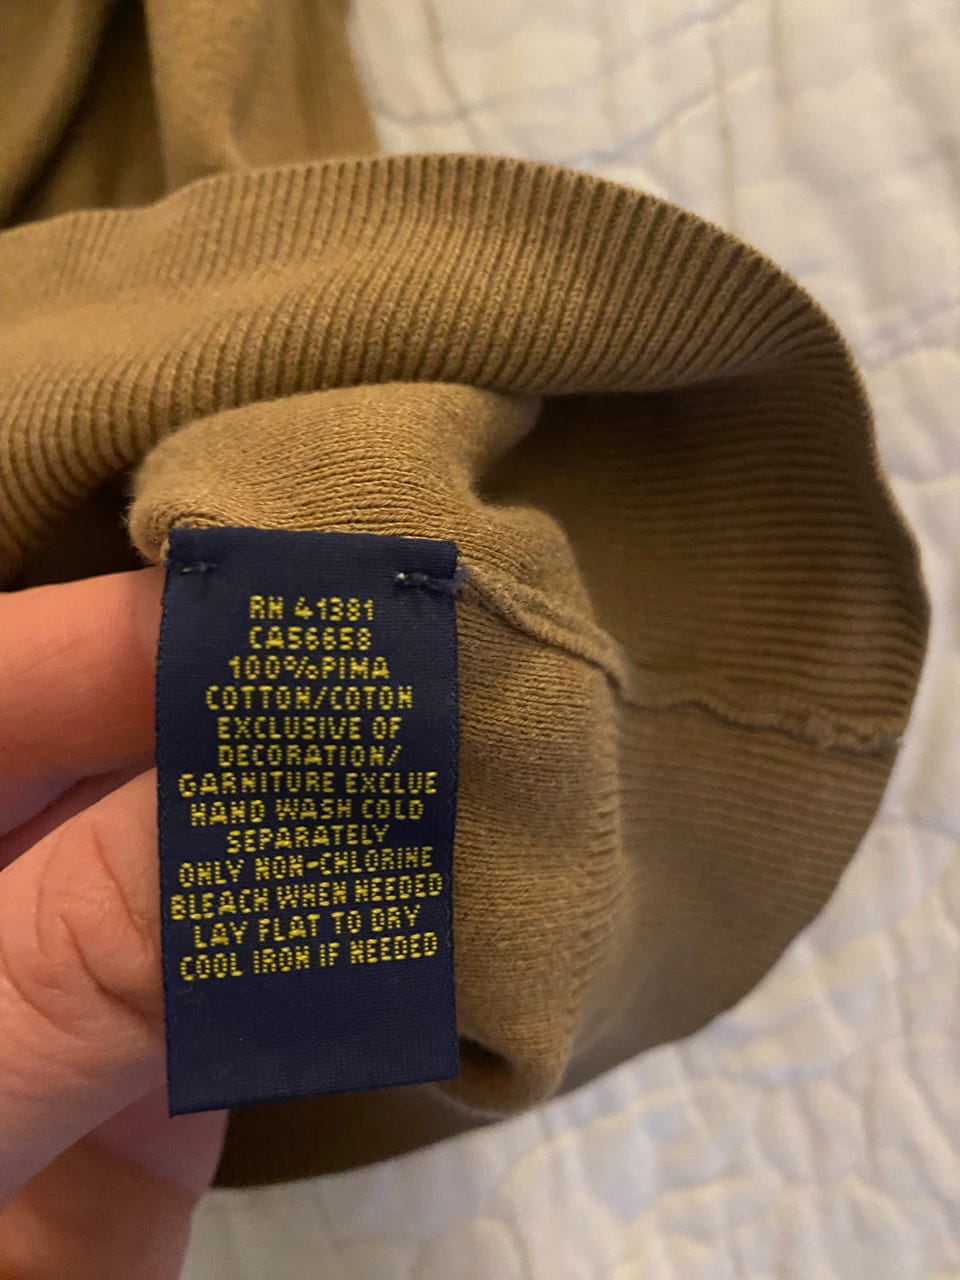 RN 41381
CA56658
100%PIMA
COTTON/COTON
EXCLUSIVE OF
DECORATION/
GARNITURE EXCLUE
HAND WASH COLD
SEPARATELY
ONLY NON-CHLORINE
BLEACH WHEN NEEDED
LAY FLAT TO DRY
COOL IRON IF NEEDED